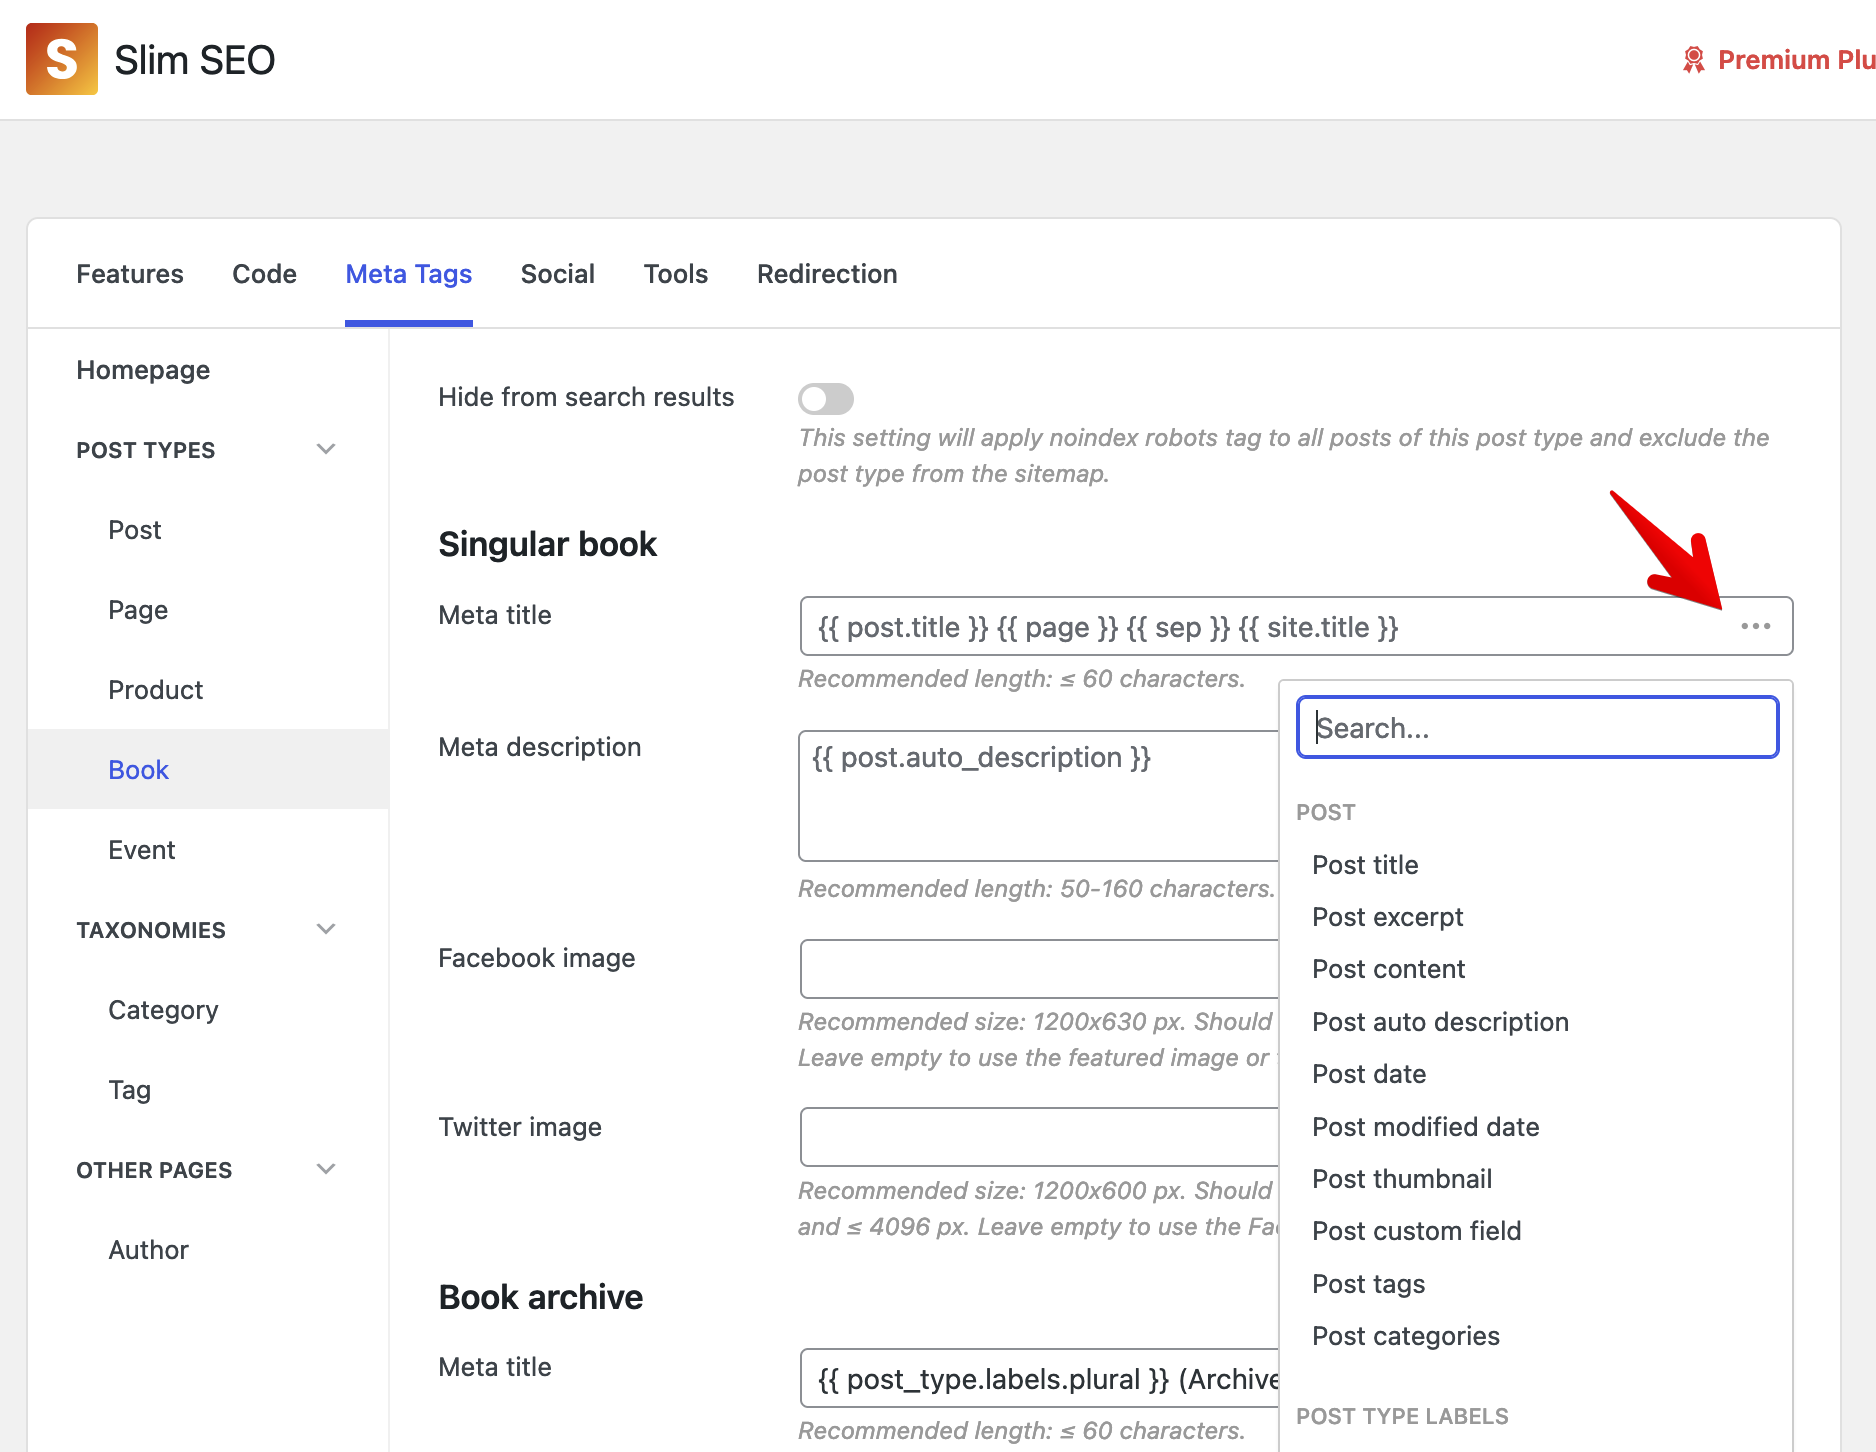 S Slim SEO
Premium Plu
Features Code Meta Tags Social Tools Redirection
Homepage
POST TYPES
Post
Page
Product
Book
Event
TAXONOMIES
Category
Tag
OTHER PAGES
Author
Hide from search results
This setting will apply noindex robots tag to all posts of this post type and exclude the
post type from the sitemap.
Singular book
Meta title
{{ post.title }} {{ page }} {{ sep }} {{ site.title }}
Recommended length: ≤ 60 characters.
Meta description
{{ post.auto_description }}
Recommended length: 50-160 characters.
Facebook image
Recommended size: 1200x630 px. Should
Leave empty to use the featured image or
Twitter image
Recommended size: 1200x600 px. Should
and ≤ 4096 px. Leave empty to use the Fac
Book archive
Meta title
{{ post_type.labels.plural }} (Archive
Recommended length: ≤ 60 characters.
Search...
POST
Post title
Post excerpt
Post content
Post auto description
Post date
Post modified date
Post thumbnail
Post custom field
Post tags
Post categories
POST TYPE LABELS